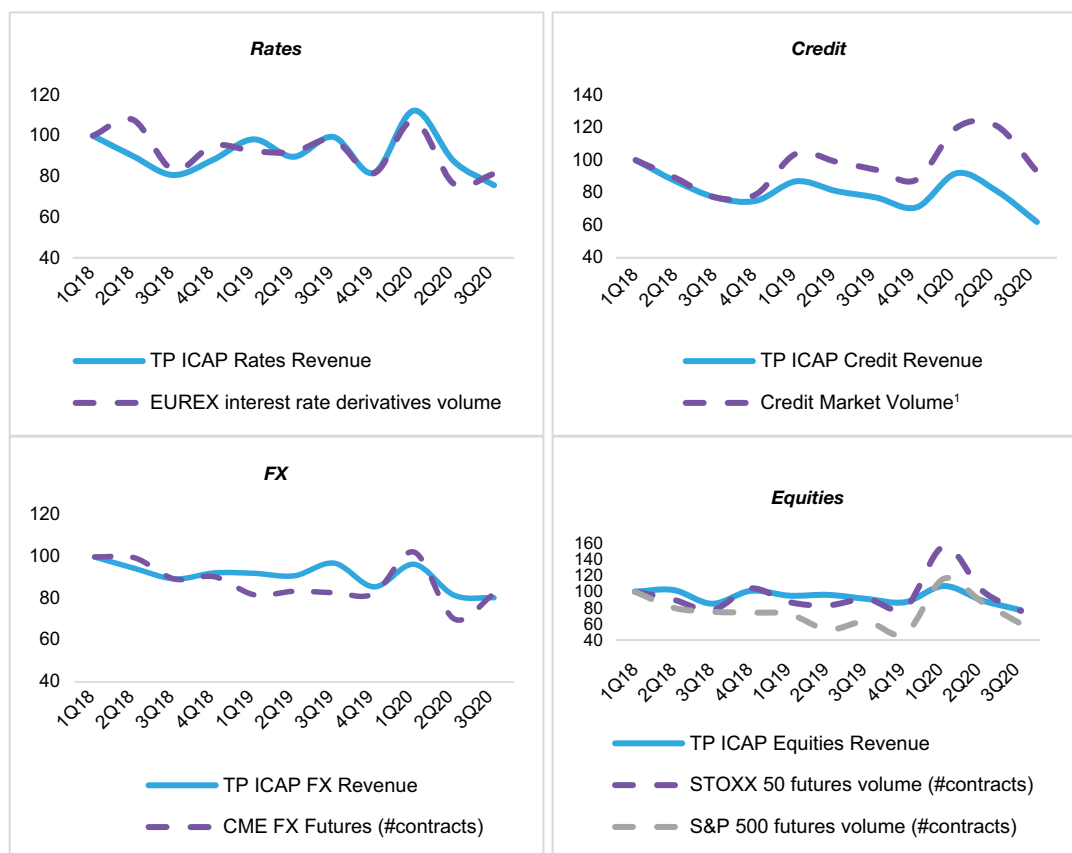 Rates
120
100
80
60
40
1Q18
2Q18
3Q18
4Q18
1Q19
2Q19
3Q19
4Q19
1Q20
2Q20
3Q20
TP ICAP Rates Revenue
EUREX interest rate derivatives volume
Credit
140
120
100
80
60
40
1Q18
2Q18
3Q18
4Q18
1Q19
2Q19
3Q19
4Q19
1Q20
2Q20
3Q20
TP ICAP Credit Revenue
Credit Market Volume¹
FX
120
100
80
60
40
1Q18
2Q18
3Q18
4Q18
1Q19
2Q19
3Q19
4Q19
1Q20
2Q20
3Q20
TP ICAP FX Revenue
CME FX Futures (#contracts)
Equities
160
140
120
100
80
60
40
1Q18
2Q18
3Q18
4Q18
1Q19
2Q19
3Q19
4Q19
1Q20
2Q20
3Q20
TP ICAP Equities Revenue
STOXX 50 futures volume (#contracts)
S&P 500 futures volume (#contracts)